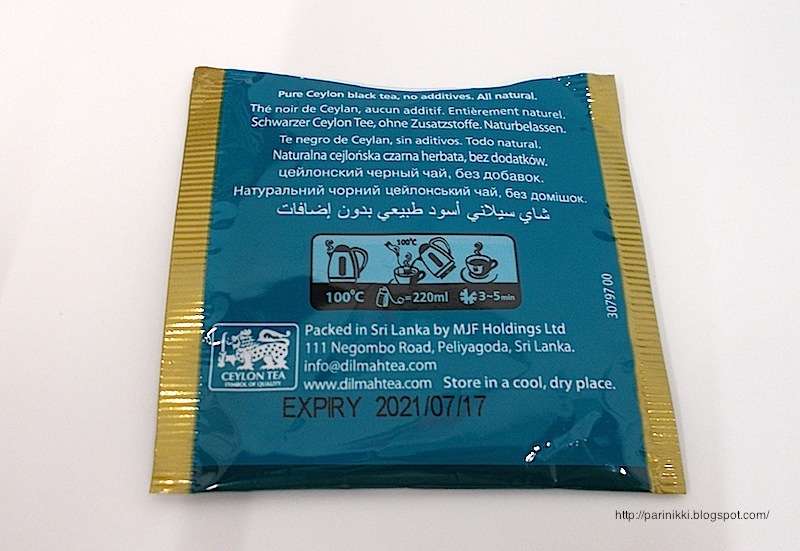 Pure Ceylon black tea, no additives. All natural.
Thé noir de Ceylan, aucun additif. Entièrement naturel.
Schwarzer Ceylon Tee, ohne Zusatzstoffe. Naturbelassen.
Te negro de Ceylan, sin aditivos. Todo natural.
Naturalna cejlońska czarna herbata, bez dodatków.
цейлонский черный чай, без добавок.
Натуральний чорний цейлонський чай, без домішок.
شاي سيلاني أسود طبيعي بدون إضافات
100°C
100°C =220ml 3~5min
30797 00
CEYLON TEA
SYMBOL OF QUALITY
Packed in Sri Lanka by MJF Holdings Ltd
111 Negombo Road, Peliyagoda, Sri Lanka.
info@dilmahtea.com
www.dilmahtea.com Store in a cool, dry place.
EXPIRY 2021/07/17
http://parinikki.blogspot.com/